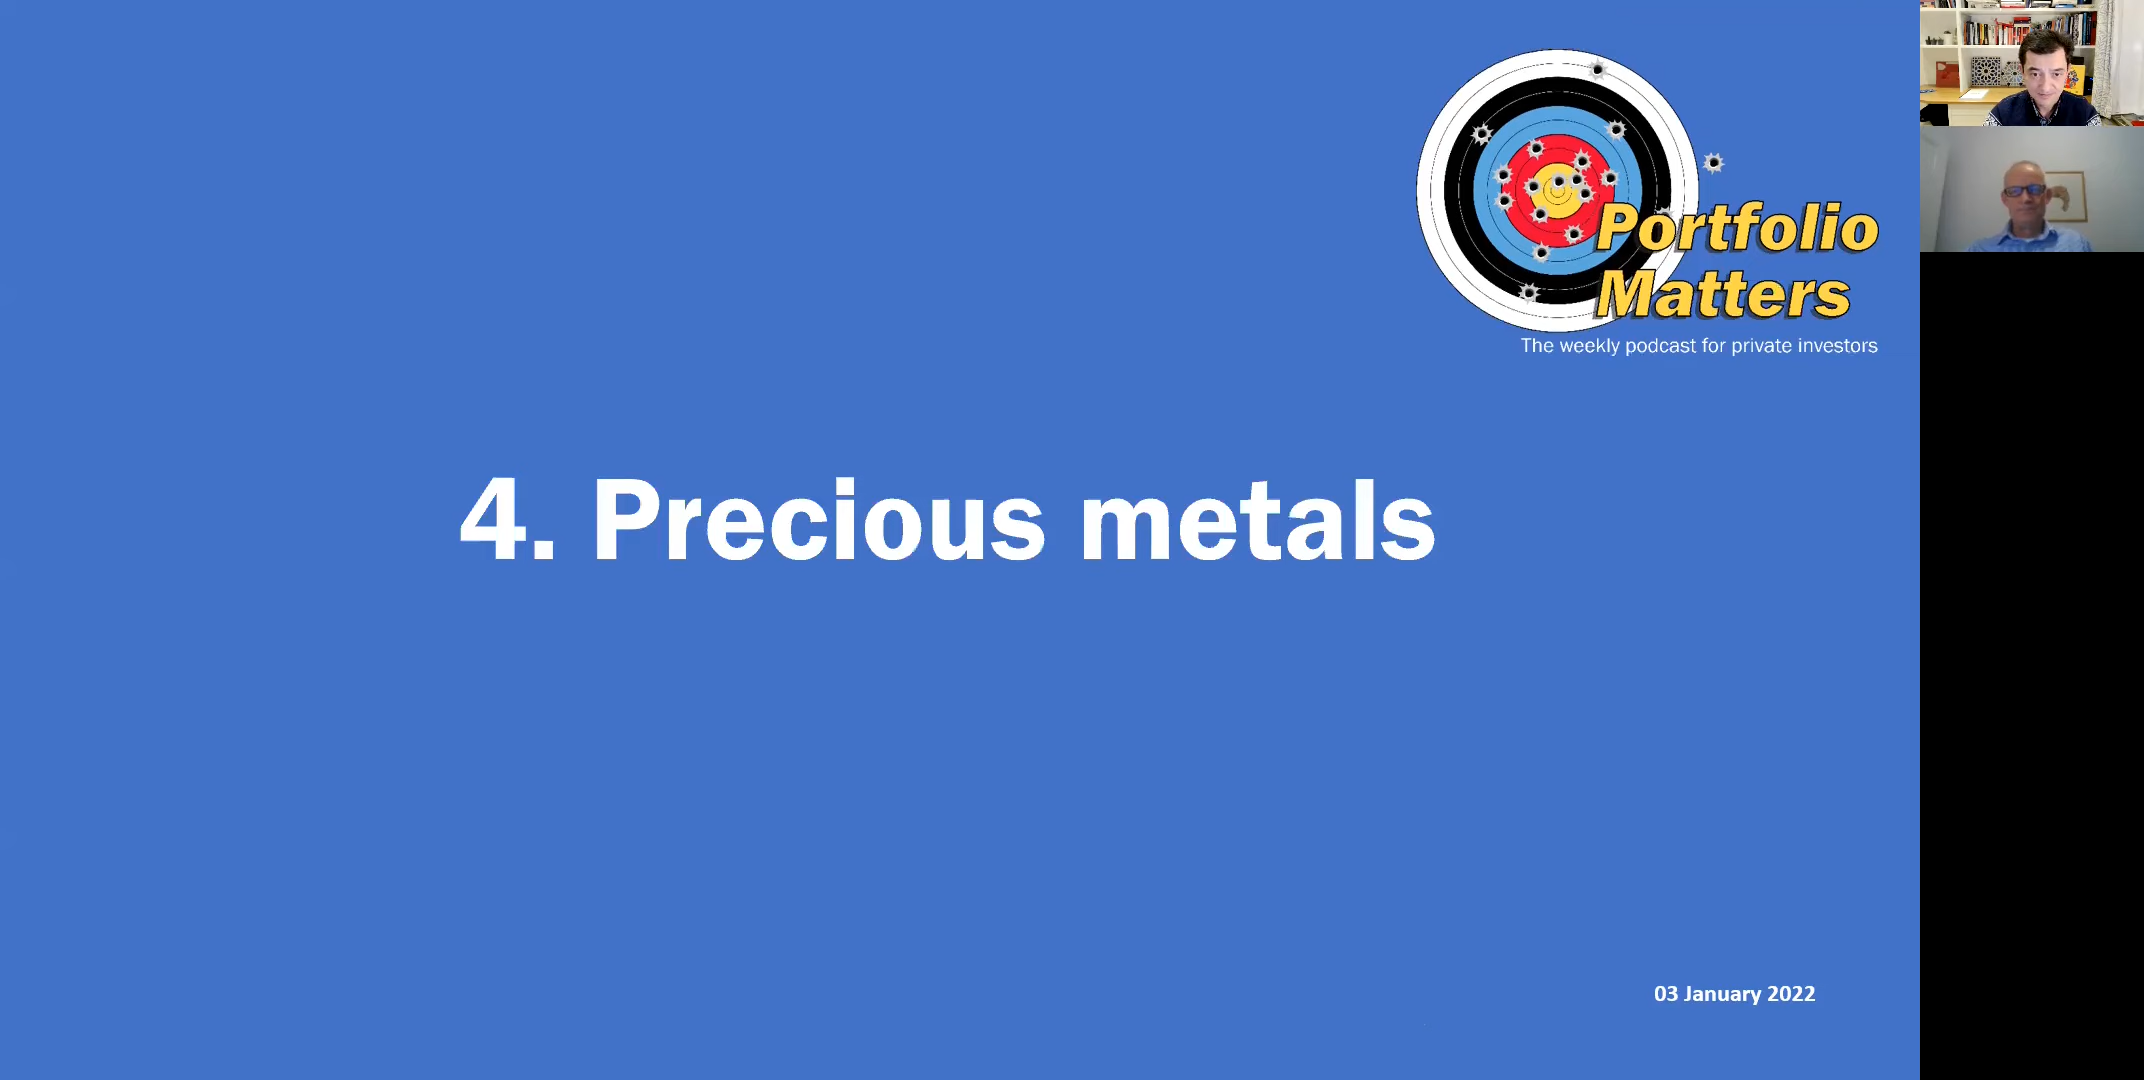 Portfolio
Matters
The weekly podcast for private investors
4. Precious metals
03 January 2022